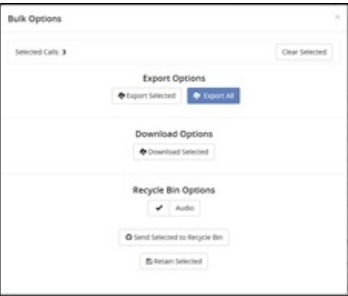 Bulk Options
Selected Calls: 3
Clear Selected
Export Options
Export Selected
Export All
Download Options
Download Selected
Recycle Bin Options
Audio
Send Selected to Recycle Bin
Retain Selected